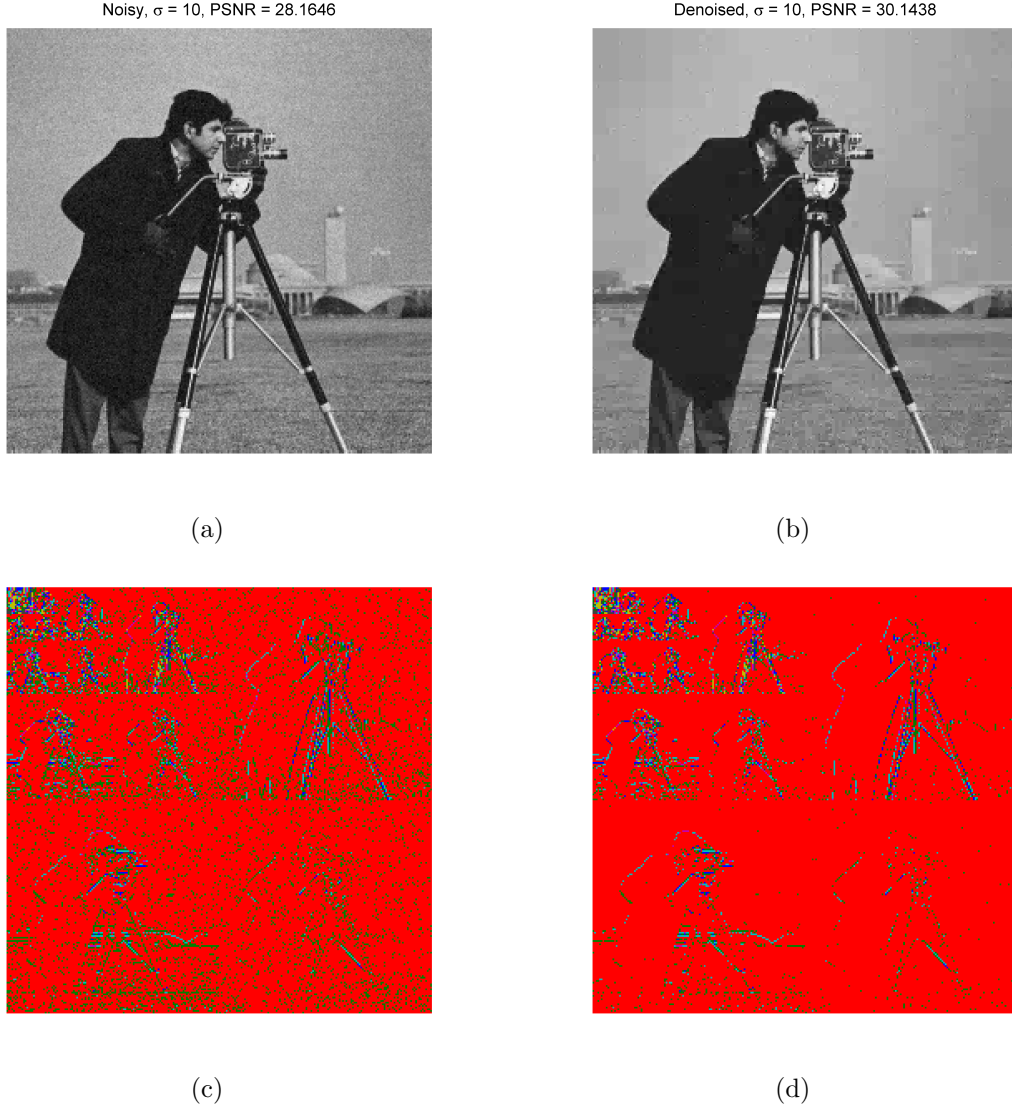 Noisy, σ = 10, PSNR = 28.1646
Denoised, σ = 10, PSNR = 30.1438
(a)
(b)
(c)
(d)